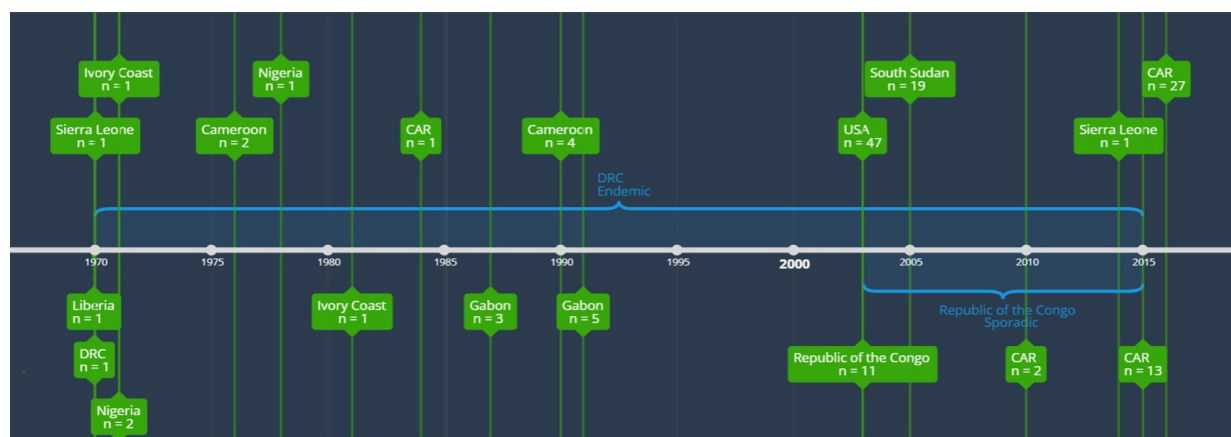 Ivory Coast
n = 1
Nigeria
n = 1
South Sudan
n = 19
CAR
n = 27
Sierra Leone
n = 1
Cameroon
n = 2
CAR
n = 1
Cameroon
n = 4
USA
n = 47
Sierra Leone
n = 1
DRC
Endemic
1970
1975
1980
1985
1990
1995
2000
2005
2010
2015
Liberia
n = 1
Ivory Coast
n = 1
Gabon
n = 3
Gabon
n = 5
Republic of the Congo
Sporadic
DRC
n = 1
Republic of the Congo
n = 11
CAR
n = 2
CAR
n = 13
Nigeria
n = 2